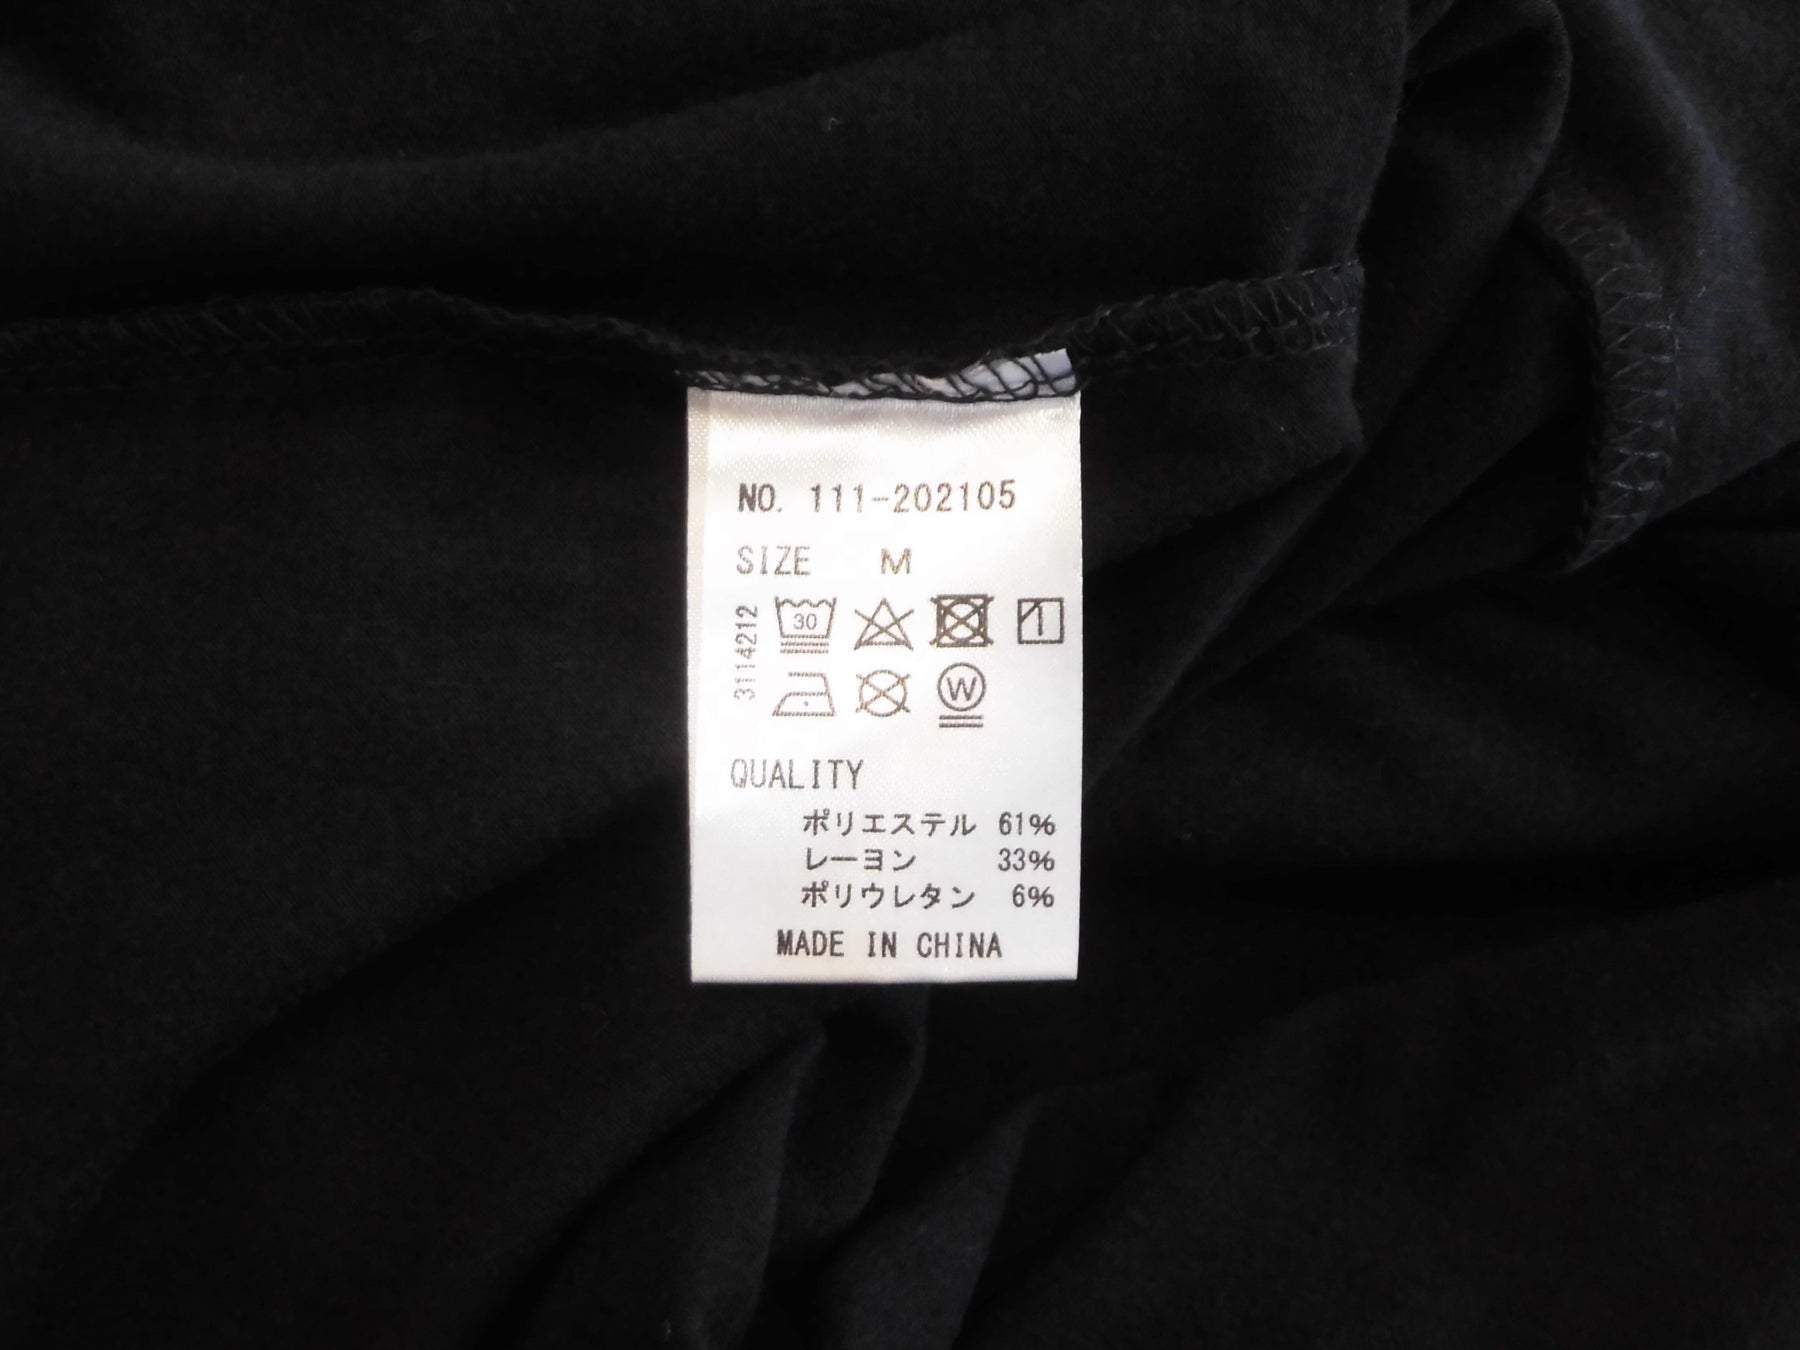 NO. 111-202105
SIZE M
3114212
30
W
QUALITY
ポリエステル 61%
レーヨン 33%
ポリウレタン 6%
MADE IN CHINA